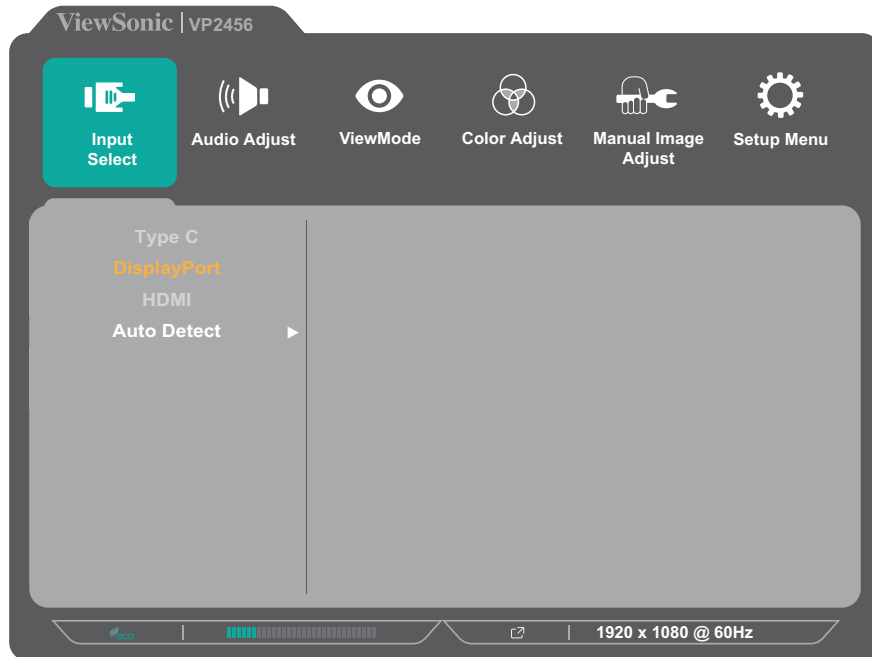 ViewSonic | VP2456
Input
Select
Audio Adjust
ViewMode
Color Adjust
Manual Image
Adjust
Setup Menu
Type C
DisplayPort
HDMI
Auto Detect
eco
1920 x 1080 @ 60Hz